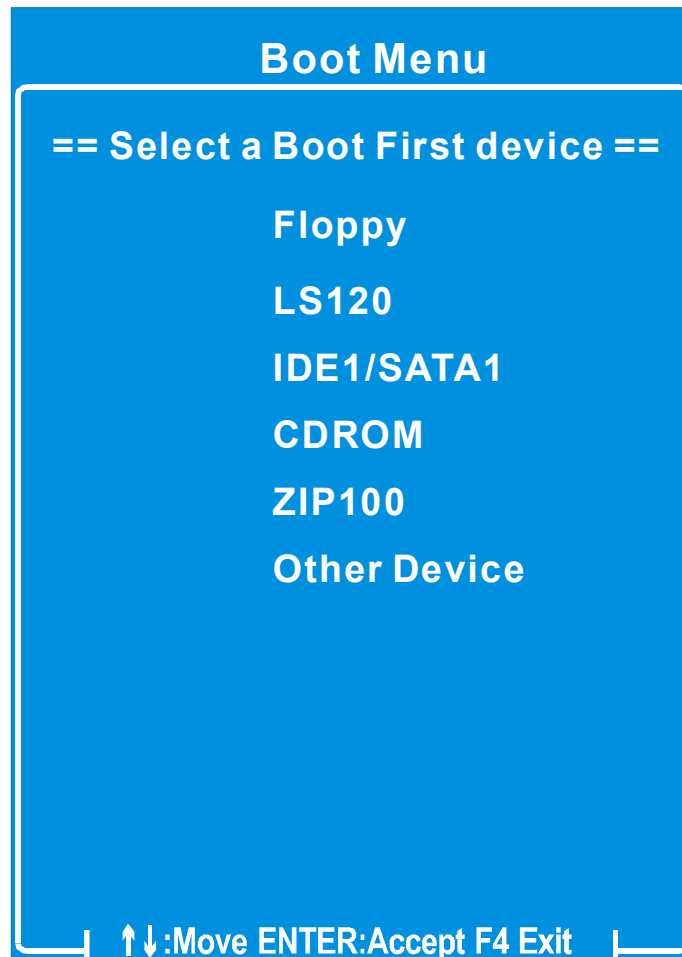 Boot Menu
== Select a Boot First device ==
Floppy
LS120
IDE1/SATA1
CDROM
ZIP100
Other Device
↑↓:Move ENTER:Accept F4 Exit